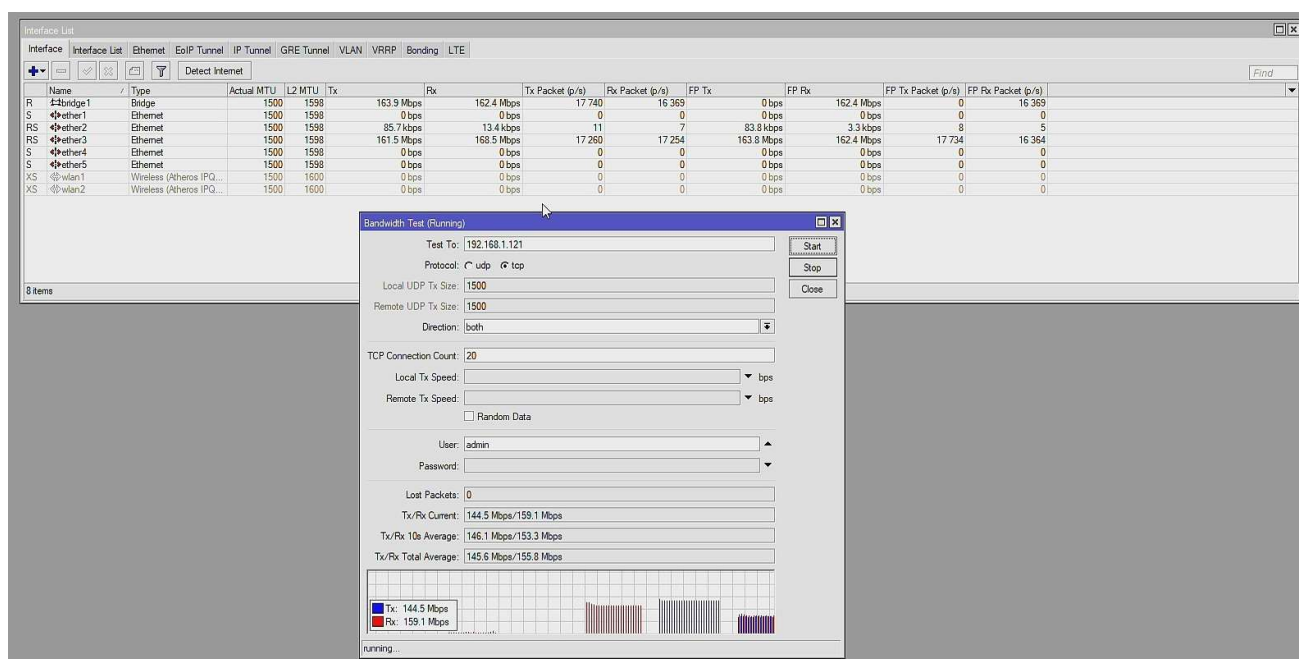 Interface List
Interface Interface List Ethernet EoIP Tunnel IP Tunnel GRE Tunnel VLAN VRRP Bonding LTE
Detect Internet Find
Name Type Actual MTU L2 MTU Tx Rx Tx Packet (p/s) Rx Packet (p/s) FP Tx FP Rx FP Tx Packet (p/s) FP Rx Packet (p/s)
R bridge1 Bridge 1500 1598 163.9 Mbps 162.4 Mbps 17 740 16 369 0 bps 162.4 Mbps 0 16 369
S ether1 Ethernet 1500 1598 0 bps 0 bps 0 0 0 bps 0 bps 0 0
RS ether2 Ethernet 1500 1598 85.7 kbps 13.4 kbps 11 7 83.8 kbps 3.3 kbps 8 5
RS ether3 Ethernet 1500 1598 161.5 Mbps 168.5 Mbps 17 260 17 254 163.8 Mbps 162.4 Mbps 17 734 16 364
S ether4 Ethernet 1500 1598 0 bps 0 bps 0 0 0 bps 0 bps 0 0
S ether5 Ethernet 1500 1598 0 bps 0 bps 0 0 0 bps 0 bps 0 0
XS wlan1 Wireless (Atheros IPQ... 1500 1600 0 bps 0 bps 0 0 0 bps 0 bps 0 0
XS wlan2 Wireless (Atheros IPQ... 1500 1600 0 bps 0 bps 0 0 0 bps 0 bps 0 0
8 items
Bandwidth Test (Running)
Test To: 192.168.1.121 Start
Protocol: udp tcp Stop
Local UDP Tx Size: 1500 Close
Remote UDP Tx Size: 1500
Direction: both
TCP Connection Count: 20
Local Tx Speed: bps
Remote Tx Speed: bps
Random Data
User: admin
Password:
Lost Packets: 0
Tx/Rx Current: 144.5 Mbps/159.1 Mbps
Tx/Rx 10s Average: 146.1 Mbps/153.3 Mbps
Tx/Rx Total Average: 145.6 Mbps/155.8 Mbps
Tx: 144.5 Mbps
Rx: 159.1 Mbps
running...